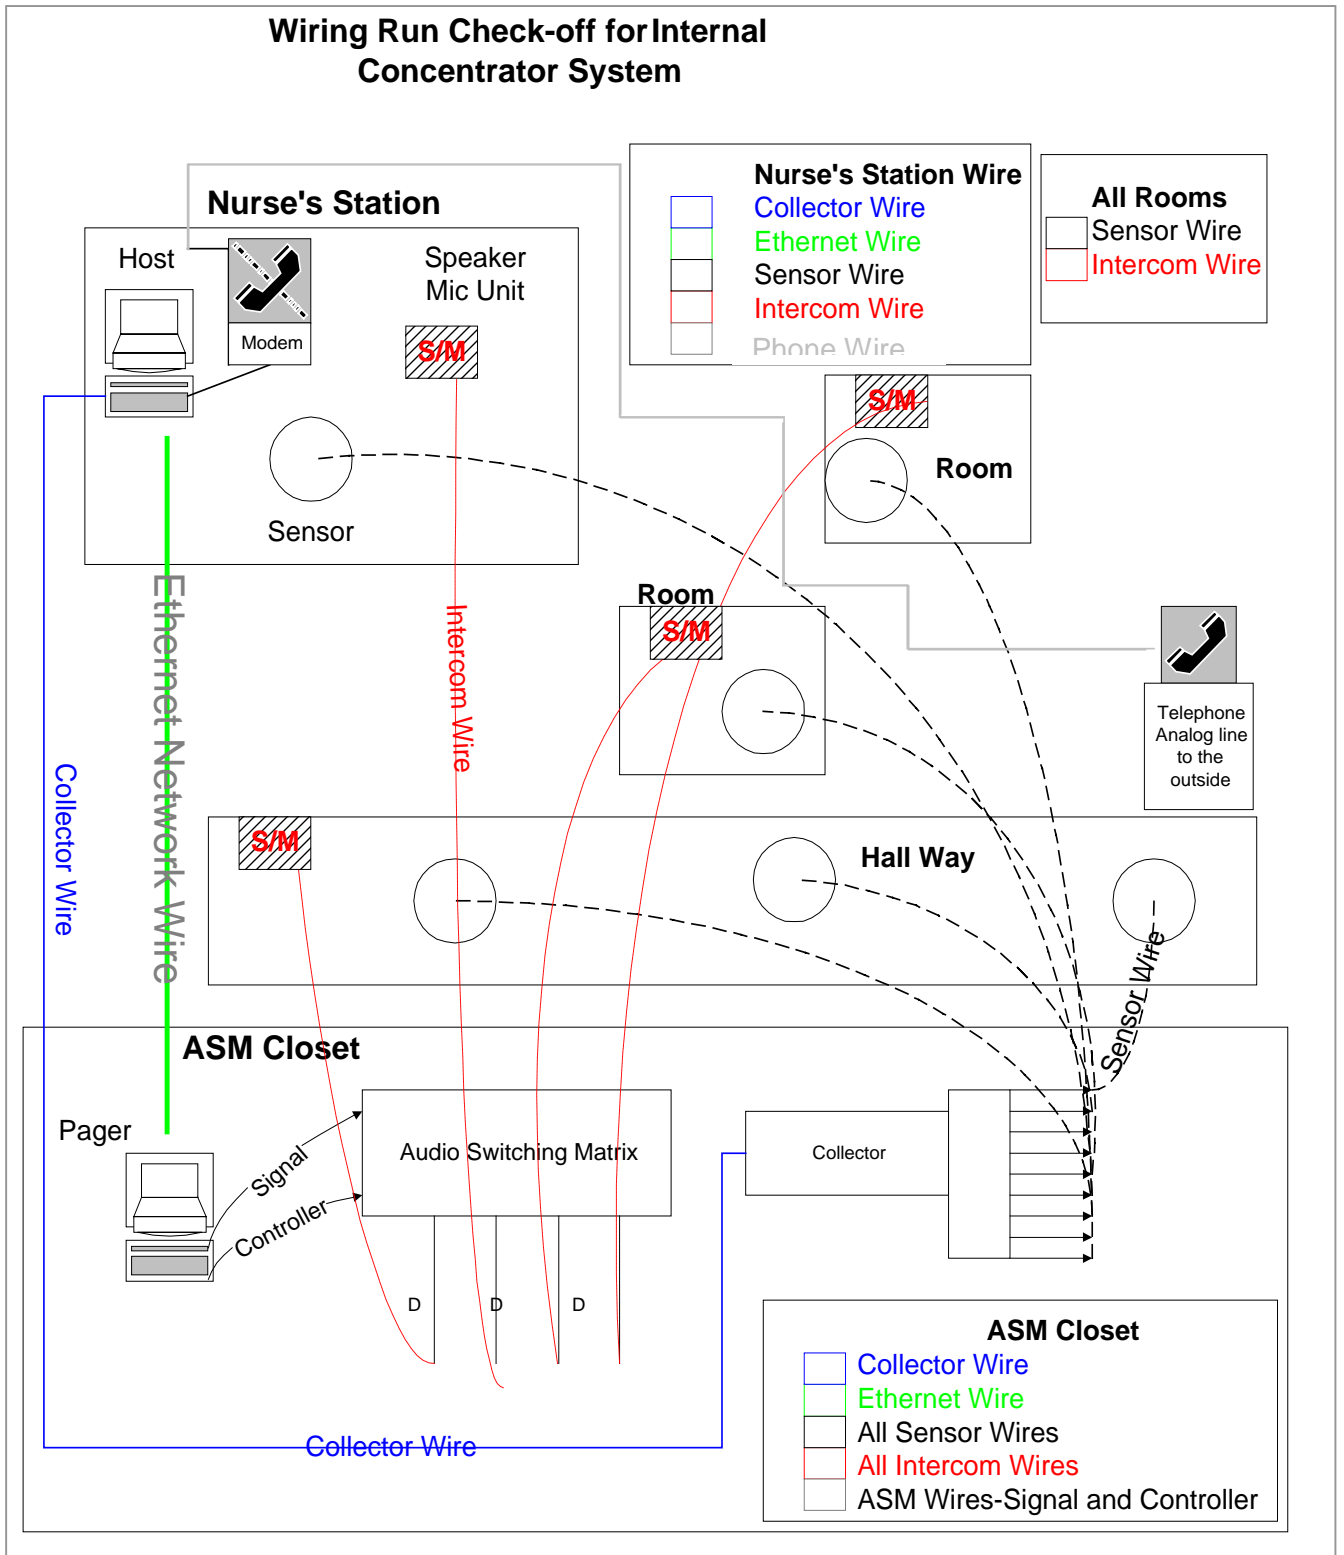 Wiring Run Check-off for Internal
Concentrator System
Nurse's Station Wire
Collector Wire
Ethernet Wire
Sensor Wire
Intercom Wire
Phone Wire
All Rooms
Sensor Wire
Intercom Wire
Nurse's Station
Host
Modem
Speaker
Mic Unit
S/M
Sensor
S/M
Room
Room
S/M
Ethernet Network Wire
Intercom Wire
Collector Wire
Telephone
Analog line
to the
outside
S/M
Hall Way
Sensor Wire
ASM Closet
Pager
Signal
Controller
Audio Switching Matrix
Collector
D
D
D
Collector Wire
ASM Closet
Collector Wire
Ethernet Wire
All Sensor Wires
All Intercom Wires
ASM Wires-Signal and Controller